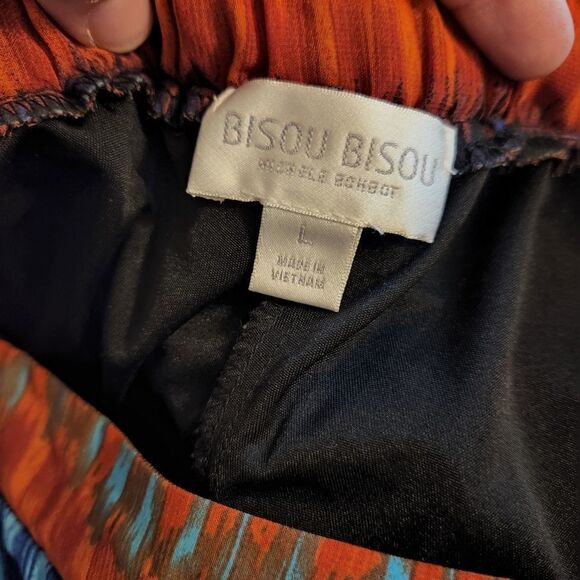 BISOU BISOU
MICHELE BOHBOT
L
MADE IN
VIETNAM